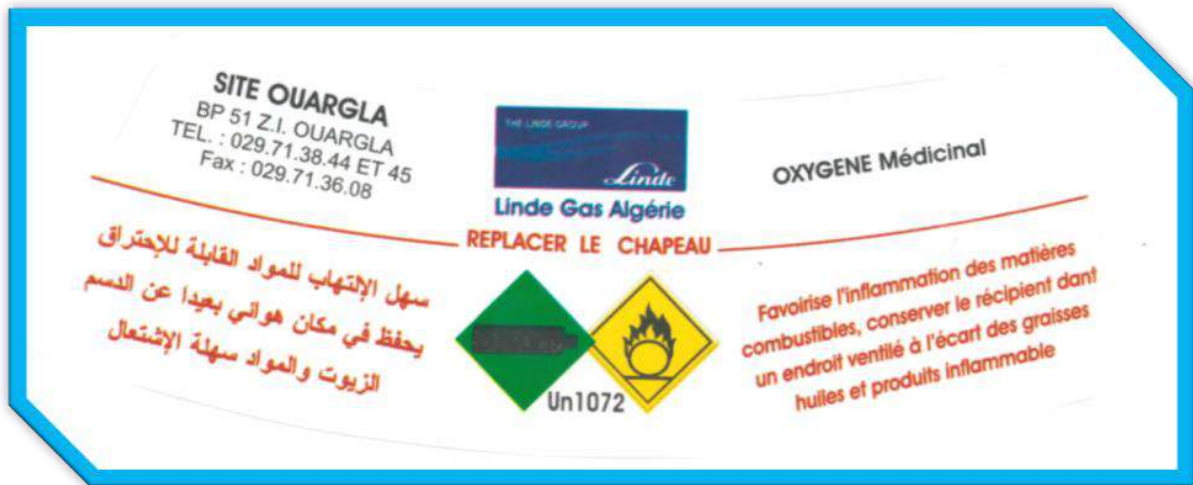 SITE OUARGLA
BP 51 Z.I. OUARGLA
TEL. : 029.71.38.44 ET 45
Fax : 029.71.36.08
THE LINDE GROUP
Linde
Linde Gas Algérie
OXYGENE Médicinal
REPLACER LE CHAPEAU
سهل الإلتهاب للمواد القابلة للإحتراق
يحفظ في مكان هوائي بعيدا عن الدسم
الزيوت والمواد سهلة الإشتعال
Un1072
Favoirise l'inflammation des matières
combustibles, conserver le récipient dant
un endroit ventilé à l'écart des graisses
huiles et produits inflammable